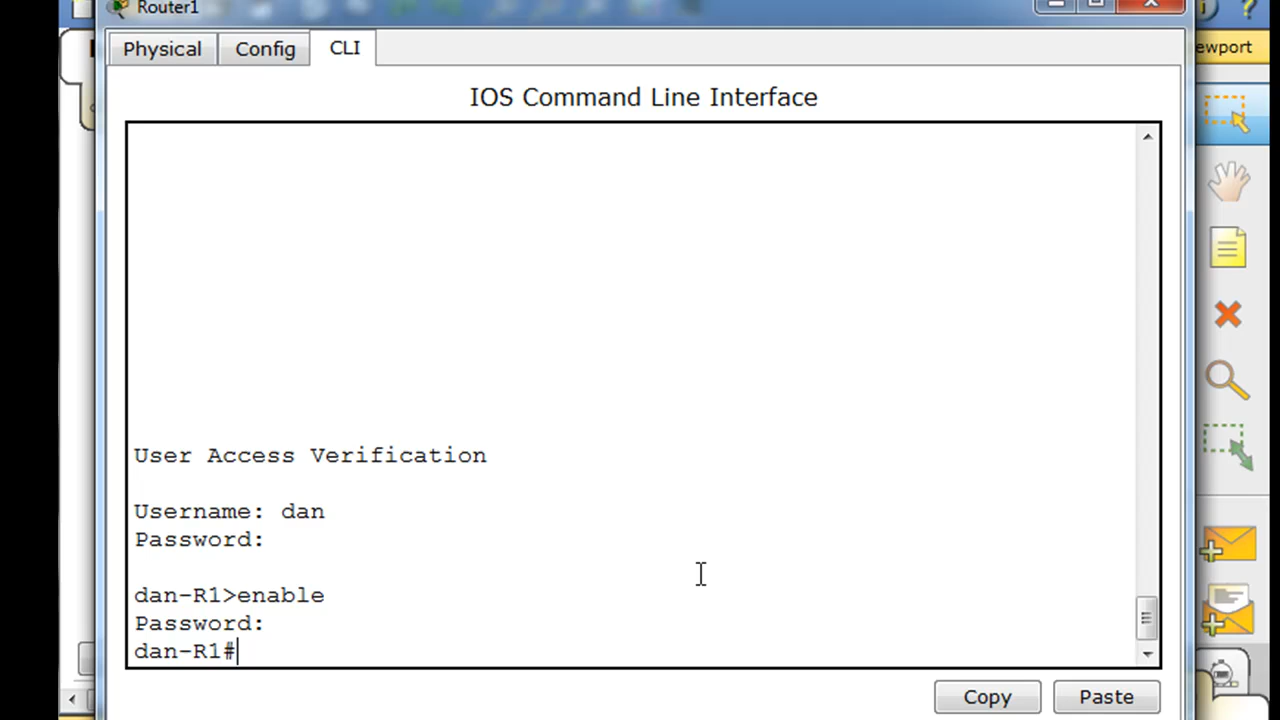 Router1
ewport
Physical Config CLI
IOS Command Line Interface
User Access Verification
Username: dan
Password:
dan-R1>enable
Password:
dan-R1#
Copy Paste